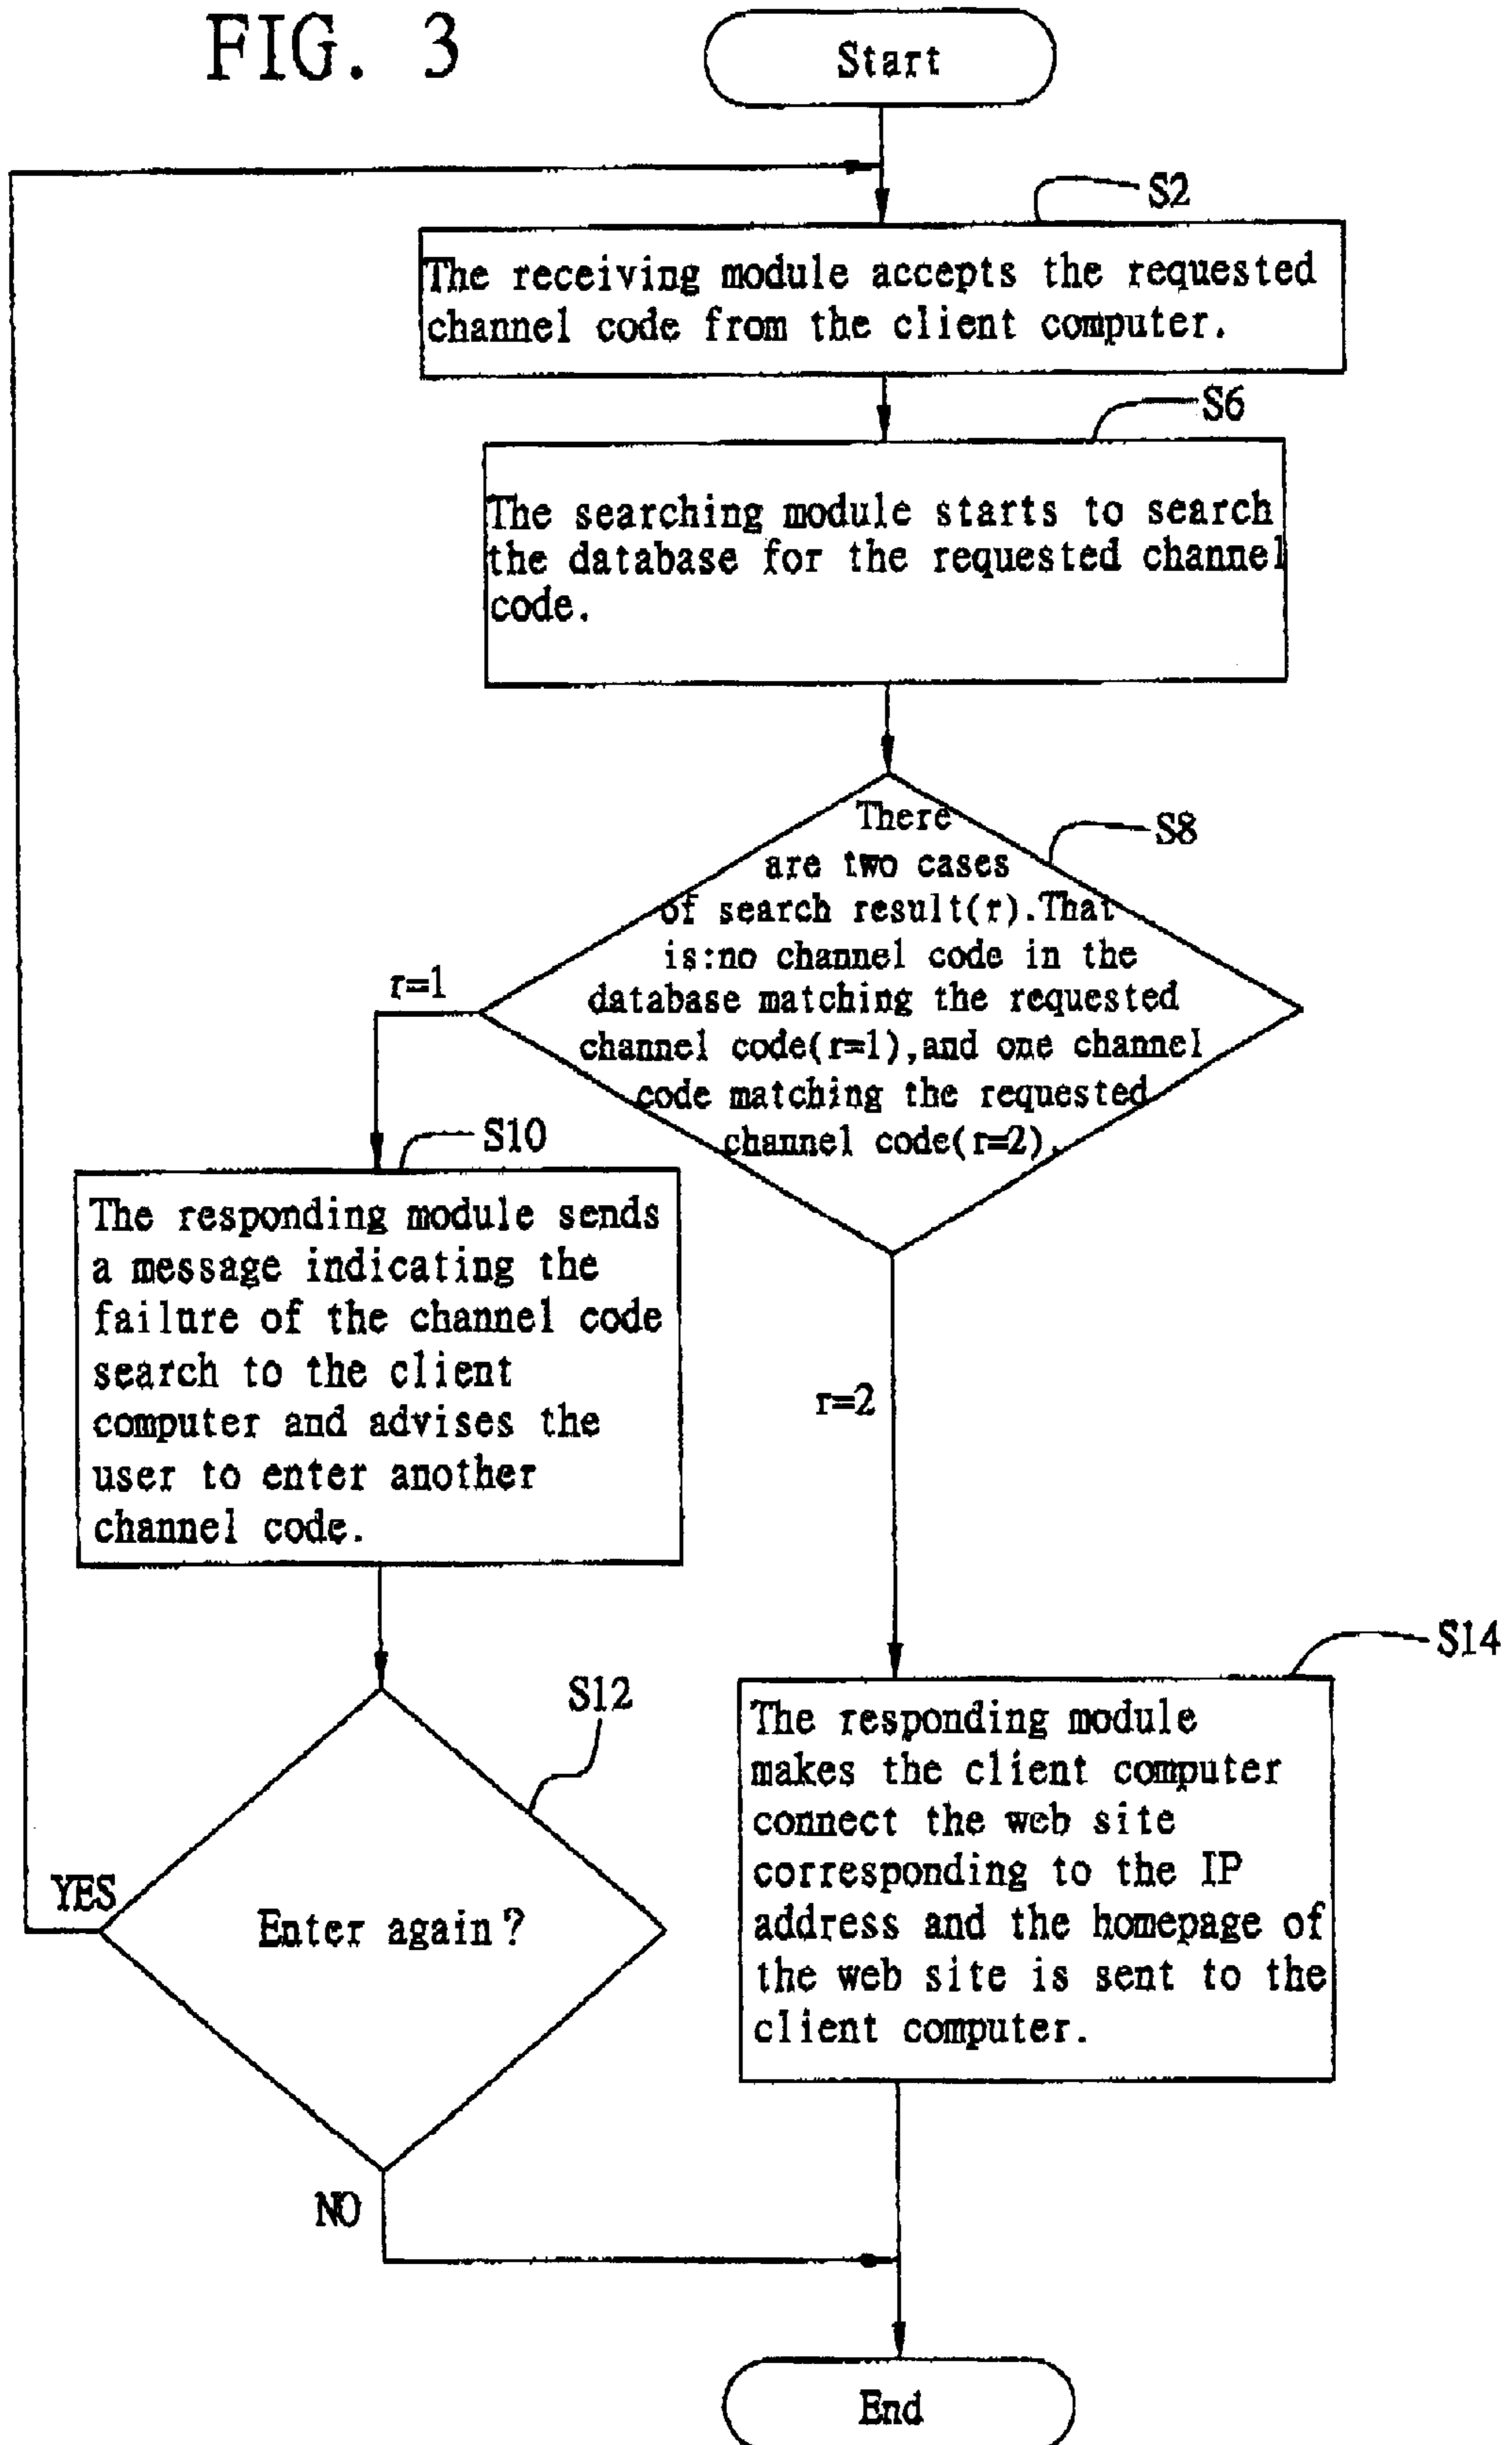 FIG. 3
Start
S2
The receiving module accepts the requested
channel code from the client computer.
S6
The searching module starts to search
the database for the requested channel
code.
S8
There
are two cases
of search result(r).That
is:no channel code in the
database matching the requested
channel code(r=1),and one channel
code matching the requested
channel code(r=2).
r=1
S10
The responding module sends
a message indicating the
failure of the channel code
search to the client
computer and advises the
user to enter another
channel code.
r=2
S12
Enter again?
YES
NO
S14
The responding module
makes the client computer
connect the web site
corresponding to the IP
address and the homepage of
the web site is sent to the
client computer.
End